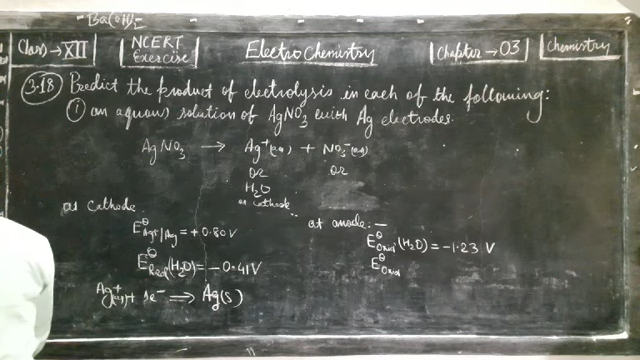 Ba(OH)2
Class → XII
NCERT
Exercise
ElectroChemistry
Chapter → 03
Chemistry
3.18 Predict the product of electrolysis in each of the following:
(i) an aquous solution of AgNO3 with Ag electrodes.
AgNO3 → Ag+(aq) + NO3-(aq)
or or
H2O
at cathode
at cathode
E⊖Ag+/Ag = +0.80V
E⊖Red(H2O) = -0.41V
Ag+(aq) + 1e- ⇒ Ag(s)
at anode: -
E⊖Oxid(H2O) = -1.23 V
E⊖Oxid